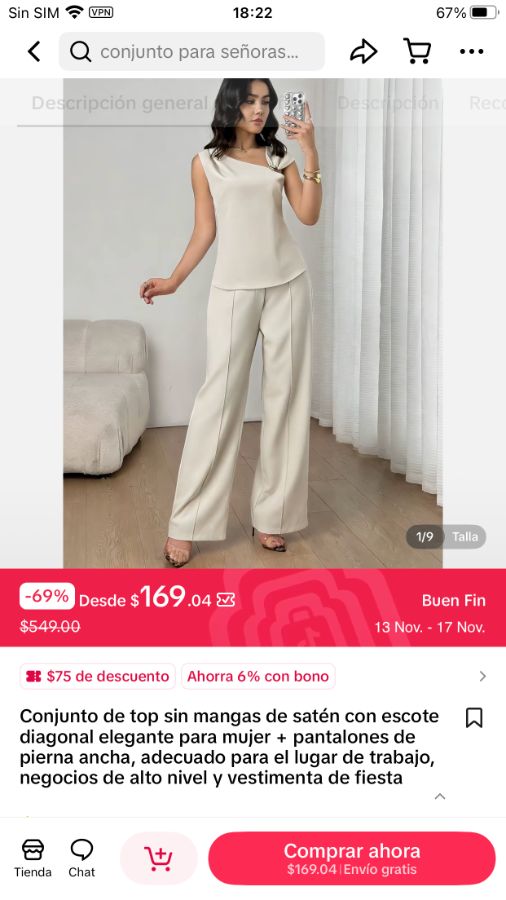 Sin SIM VPN 18:22 67%
conjunto para señoras...
Descripción general Descripción Reco
1/9 Talla
-69% Desde $169.04 Buen Fin
$549.00 13 Nov. - 17 Nov.
$75 de descuento Ahorra 6% con bono
Conjunto de top sin mangas de satén con escote
diagonal elegante para mujer + pantalones de
pierna ancha, adecuado para el lugar de trabajo,
negocios de alto nivel y vestimenta de fiesta
Comprar ahora
Tienda Chat $169.04 | Envío gratis